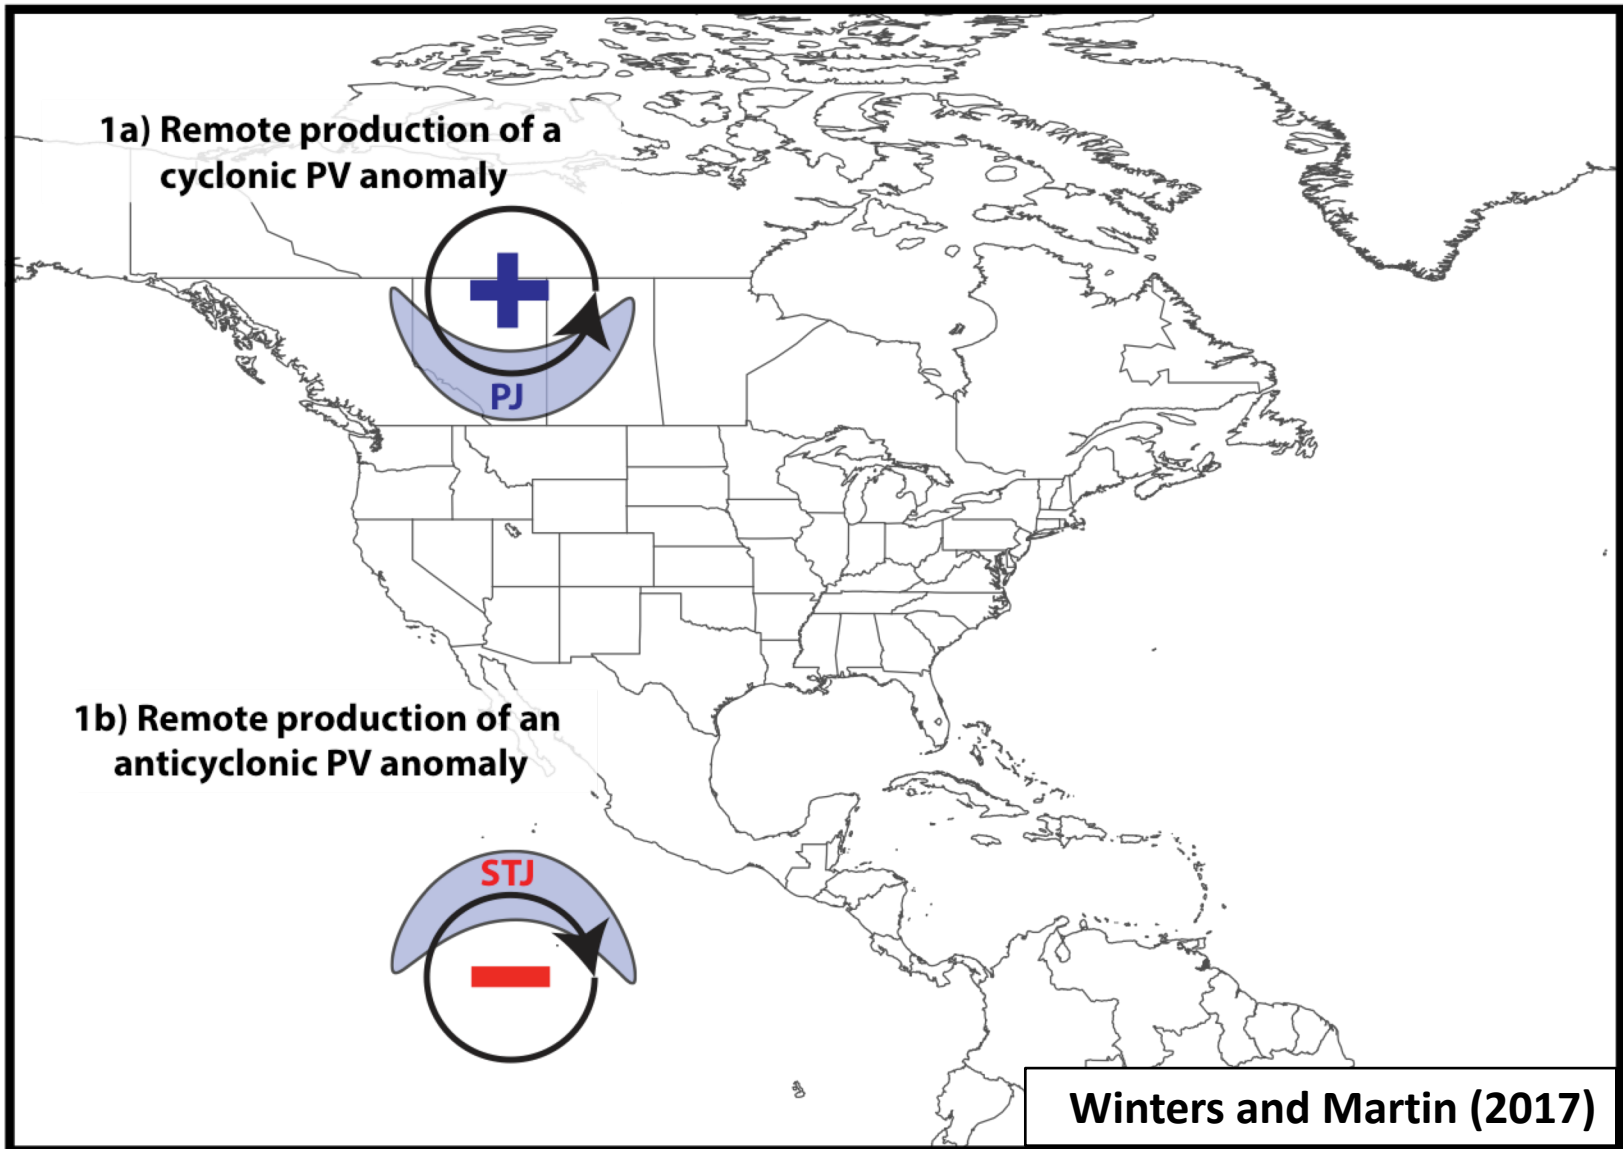 1a) Remote production of a
cyclonic PV anomaly
PJ
1b) Remote production of an
anticyclonic PV anomaly
STJ
Winters and Martin (2017)